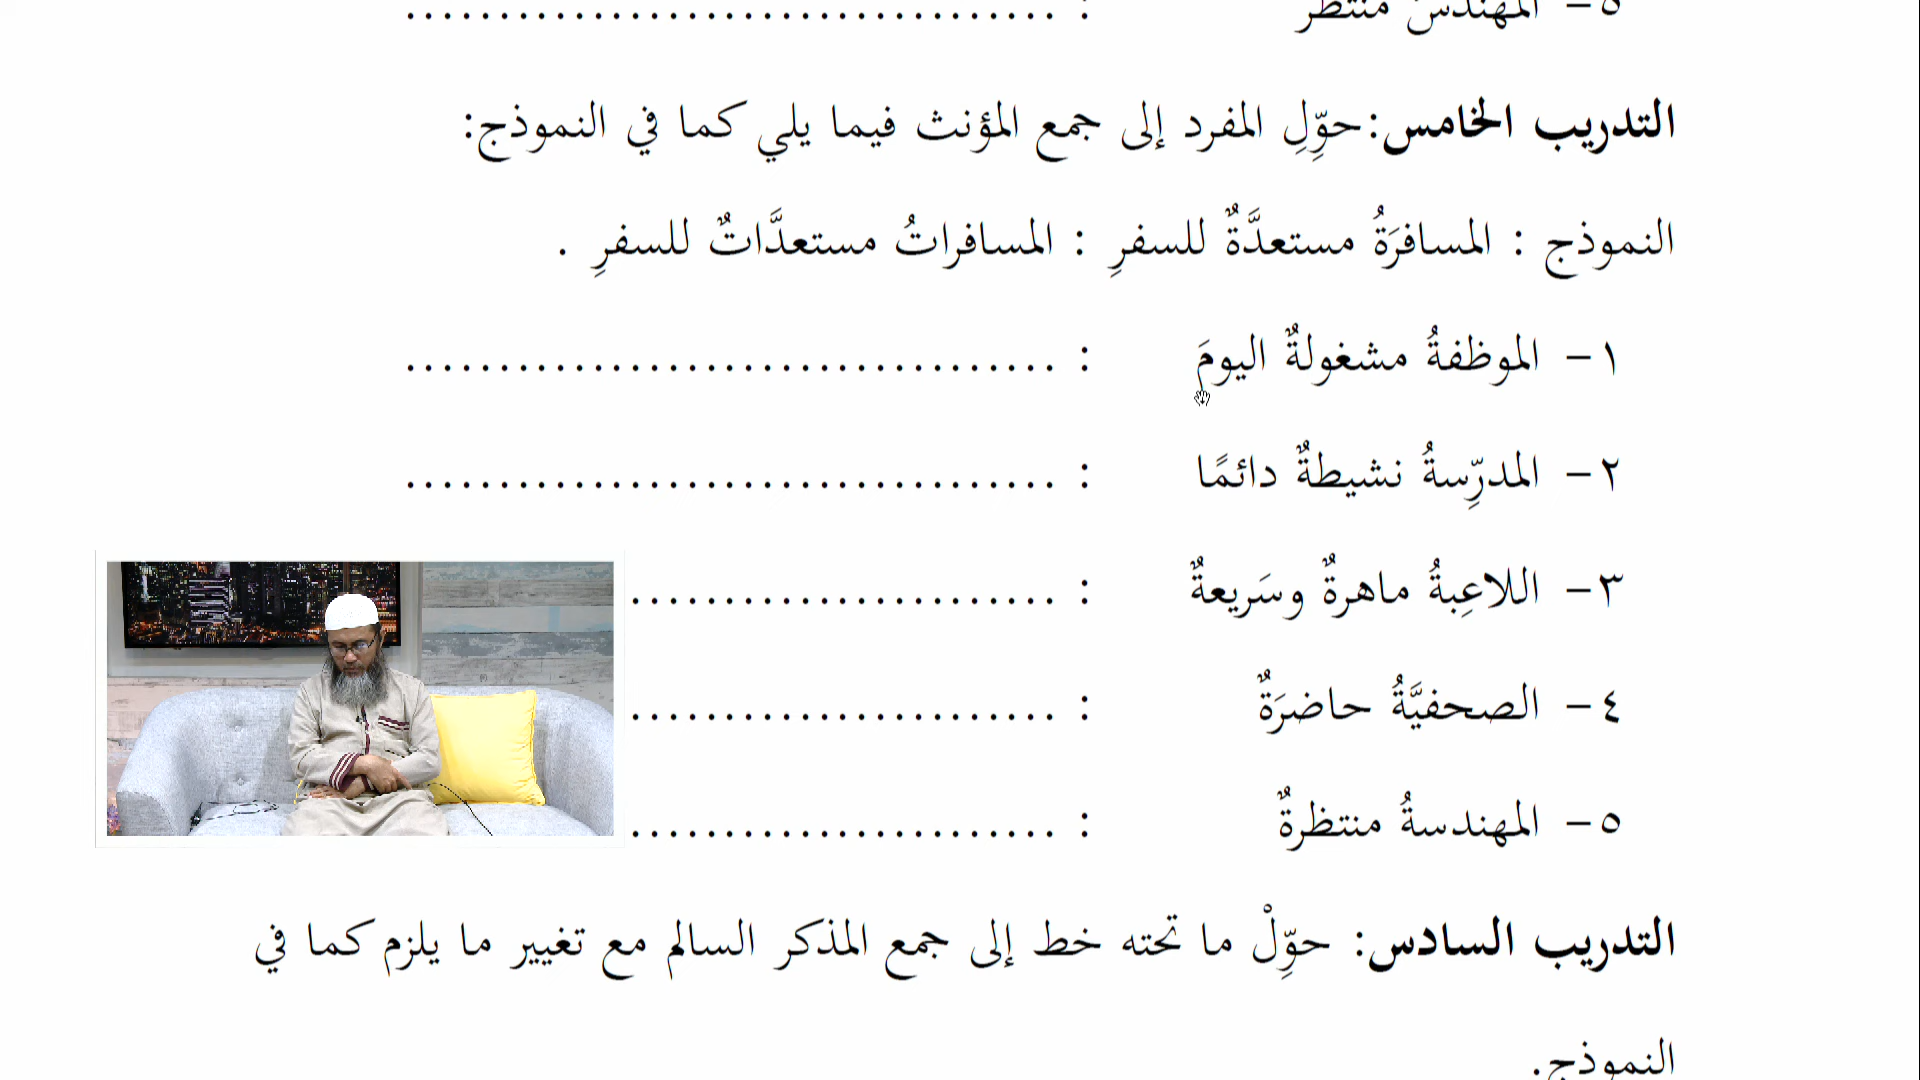 ٥- المهندسُ منتظرٌ : ...................................
التدريب الخامس: حوِّلِ المفرد إلى جمع المؤنث فيما يلي كما في النموذج:
النموذج : المسافرَةُ مستعدَّةٌ للسفرِ : المسافراتُ مستعدَّاتٌ للسفرِ .
١- الموظفةُ مشغولةٌ اليومَ : ...................................
٢- المدرِّسةُ نشيطةٌ دائمًا : ...................................
٣- اللاعِبةُ ماهرةٌ وسَريعةٌ : .......................
٤- الصحفيَّةُ حاضرَةٌ : .......................
٥- المهندسةُ منتظرةٌ : .......................
التدريب السادس: حوِّلْ ما تحته خط إلى جمع المذكر السالم مع تغيير ما يلزم كما في
النموذج.